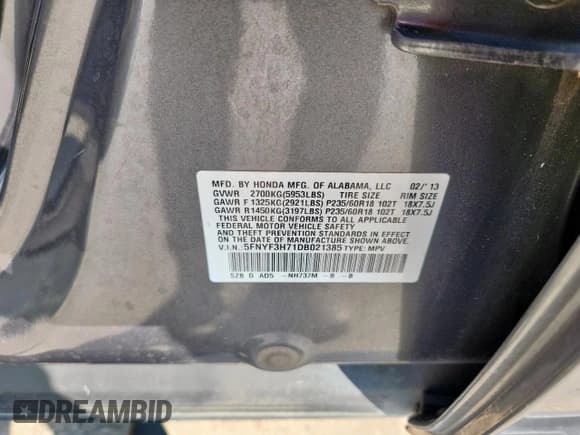 MFD. BY HONDA MFG. OF ALABAMA, LLC 02/'13
GVWR 2700KG(5953LBS) TIRE SIZE RIM SIZE
GAWR F 1325KG(2921LBS) P235/60R18 102T 18X7.5J
GAWR R 1450KG(3197LBS) P235/60R18 102T 18X7.5J
THIS VEHICLE CONFORMS TO ALL APPLICABLE
FEDERAL MOTOR VEHICLE SAFETY
AND THEFT PREVENTION STANDARDS IN EFFECT
ON THE DATE OF MANUFACTURE SHOWN ABOVE.
V.I.N.:5FNYF3H71DB021385 TYPE: MPV
SZB D AD5 -NH737M -B -B
DREAMBID